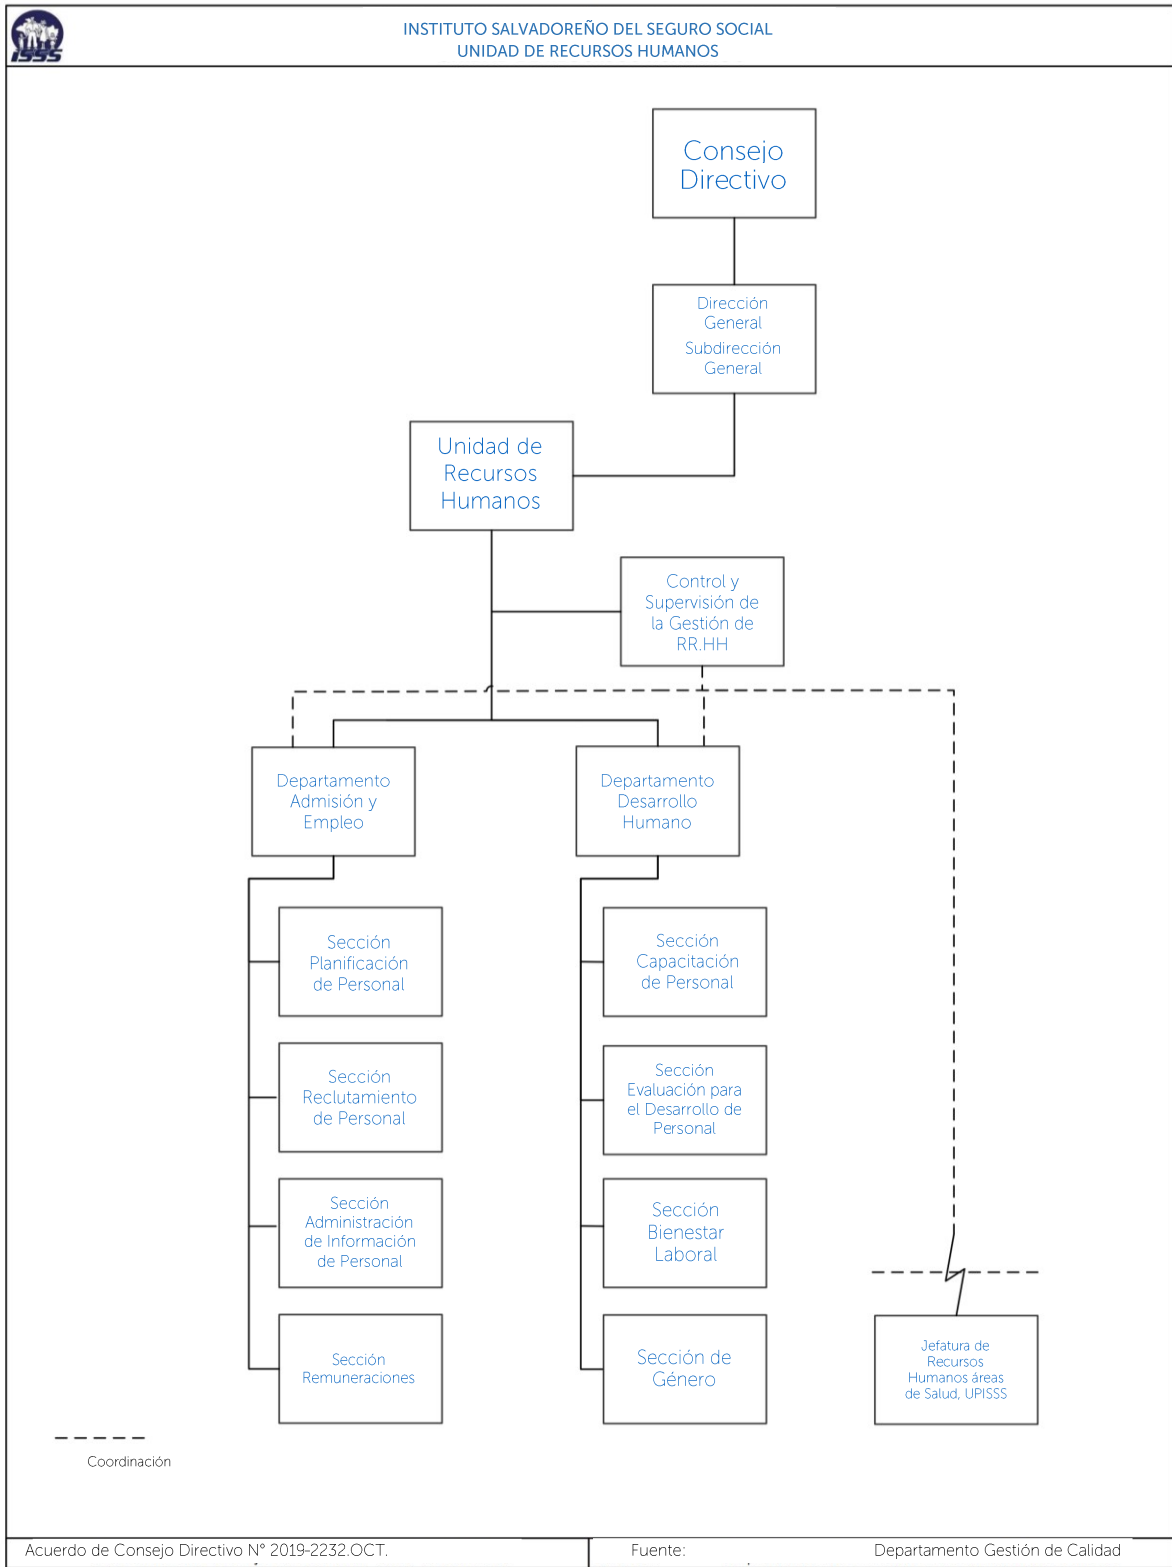 ISSS
INSTITUTO SALVADOREÑO DEL SEGURO SOCIAL
UNIDAD DE RECURSOS HUMANOS
Consejo
Directivo
Dirección
General
Subdirección
General
Unidad de
Recursos
Humanos
Control y
Supervisión de
la Gestión de
RR.HH
Departamento
Admisión y
Empleo
Departamento
Desarrollo
Humano
Sección
Planificación
de Personal
Sección
Capacitación
de Personal
Sección
Reclutamiento
de Personal
Sección
Evaluación para
el Desarrollo de
Personal
Sección
Administración
de Información
de Personal
Sección
Bienestar
Laboral
Sección
Remuneraciones
Sección de
Género
Jefatura de
Recursos
Humanos áreas
de Salud, UPISSS
Coordinación
Acuerdo de Consejo Directivo N° 2019-2232.OCT.
Fuente: Departamento Gestión de Calidad